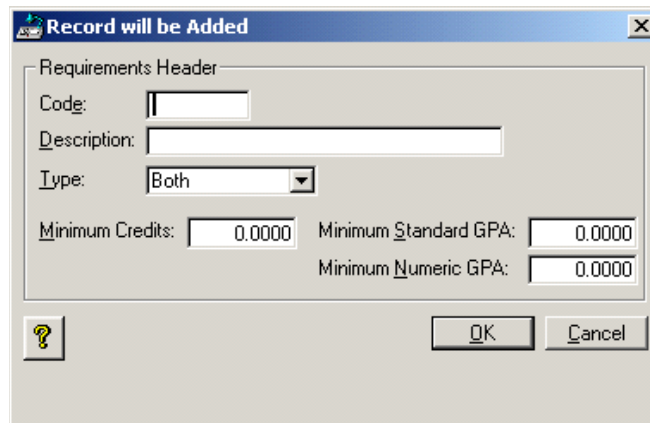 Record will be Added
Requirements Header
Code:
Description:
Type: Both
Minimum Credits: 0.0000 Minimum Standard GPA: 0.0000
Minimum Numeric GPA: 0.0000
? OK Cancel